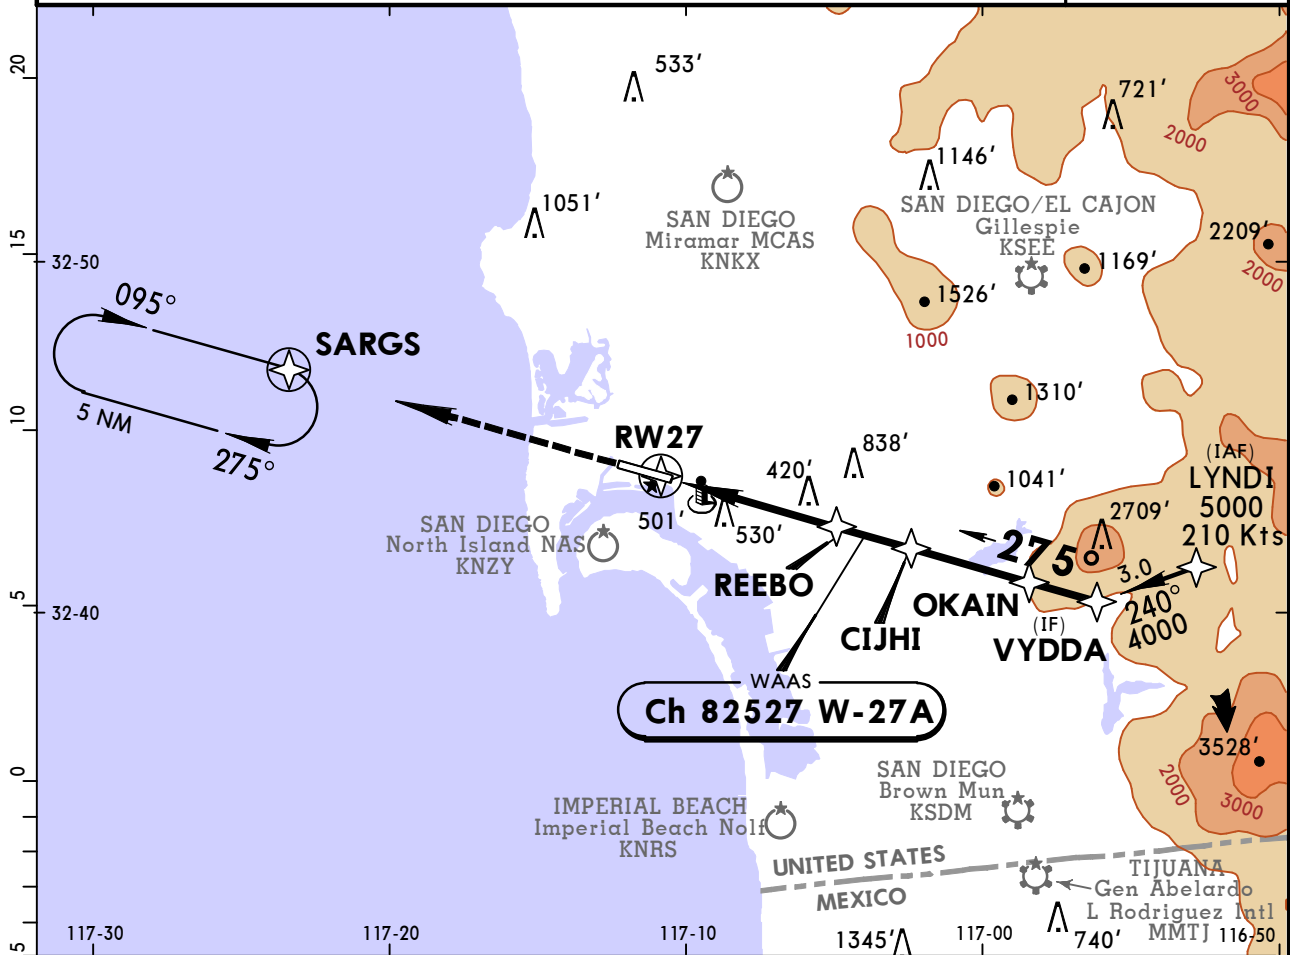 20
533′
721′
3000
2000
1146′
SAN DIEGO/EL CAJON
Gillespie
KSEE
1051′
SAN DIEGO
Miramar MCAS
KNKX
15
32-50
2209′
2000
1169′
1526′
1000
095°
SARGS
5 NM
275°
10
1310′
RW27
838′
420′
1041′
(IAF)
LYNDI
5000
210 Kts
501′
530′
2709′
SAN DIEGO
North Island NAS
KNZY
275°
3.0
240°
4000
REEBO
CIJHI
OKAIN
(IF)
VYDDA
5
32-40
WAAS
Ch 82527 W-27A
3528′
2000
3000
0
SAN DIEGO
Brown Mun
KSDM
IMPERIAL BEACH
Imperial Beach Nolf
KNRS
UNITED STATES
MEXICO
TIJUANA
Gen Abelardo
L Rodriguez Intl
MMTJ
740′
1345′
5
117-30
117-20
117-10
117-00
116-50